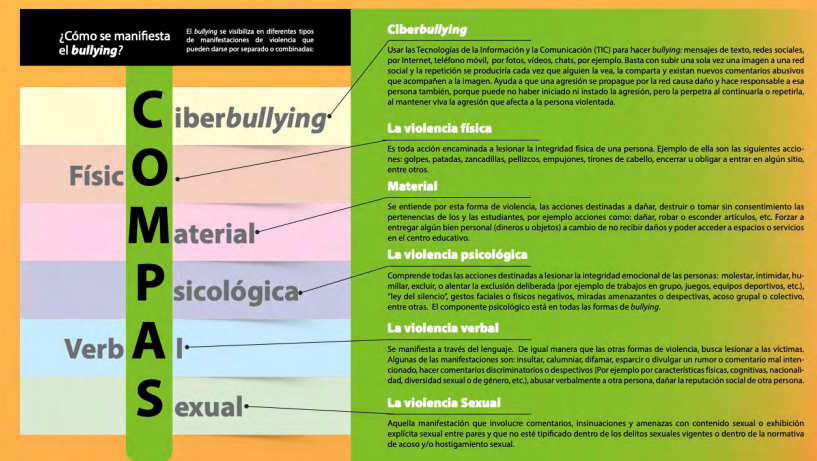 ¿Cómo se manifiesta
el bullying?
El bullying se visibiliza en diferentes tipos
de manifestaciones de violencia que
pueden darse por separado o combinadas:
Ciberbullying
Físico
Material
Psicológica
Verbal
Sexual
Ciberbullying
Usar las Tecnologías de la Información y la Comunicación (TIC) para hacer bullying: mensajes de texto, redes sociales,
por Internet, teléfono móvil, por fotos, vídeos, chats, por ejemplo. Basta con subir una sola vez una imagen a una red
social y la repetición se produciría cada vez que alguien la vea, la comparta y existan nuevos comentarios abusivos
que acompañen a la imagen. Ayuda a que una agresión se propague por la red causa daño y hace responsable a esa
persona también, porque puede no haber iniciado ni instado la agresión, pero la perpetra al continuarla o repetirla,
al mantener viva la agresión que afecta a la persona violentada.
La violencia física
Es toda acción encaminada a lesionar la integridad física de una persona. Ejemplo de ella son las siguientes accio-
nes: golpes, patadas, zancadillas, pellizcos, empujones, tirones de cabello, encerrar u obligar a entrar en algún sitio,
entre otros.
Material
Se entiende por esta forma de violencia, las acciones destinadas a dañar, destruir o tomar sin consentimiento las
pertenencias de los y las estudiantes, por ejemplo acciones como: dañar, robar o esconder artículos, etc. Forzar a
entregar algún bien personal (dineros u objetos) a cambio de no recibir daños y poder acceder a espacios o servicios
en el centro educativo.
La violencia psicológica
Comprende todas las acciones destinadas a lesionar la integridad emocional de las personas: molestar, intimidar, hu-
millar, excluir, o alentar la exclusión deliberada (por ejemplo de trabajos en grupo, juegos, equipos deportivos, etc.),
"ley del silencio", gestos faciales o físicos negativos, miradas amenazantes o despectivas, acoso grupal o colectivo,
entre otras. El componente psicológico está en todas las formas de bullying.
La violencia verbal
Se manifiesta a través del lenguaje. De igual manera que las otras formas de violencia, busca lesionar a las victimas.
Algunas de las manifestaciones son: insultar, calumniar, difamar, esparcir o divulgar un rumor o comentario mal inten-
cionado, hacer comentarios discriminatorios o despectivos (Por ejemplo por características físicas, cognitivas, nacionali-
dad, diversidad sexual o de género, etc.), abusar verbalmente a otra persona, dañar la reputación social de otra persona.
La violencia Sexual
Aquella manifestación que involucre comentarios, insinuaciones y amenazas con contenido sexual o exhibición
explícita sexual entre pares y que no esté tipificado dentro de los delitos sexuales vigentes o dentro de la normativa
de acoso y/o hostigamiento sexual.